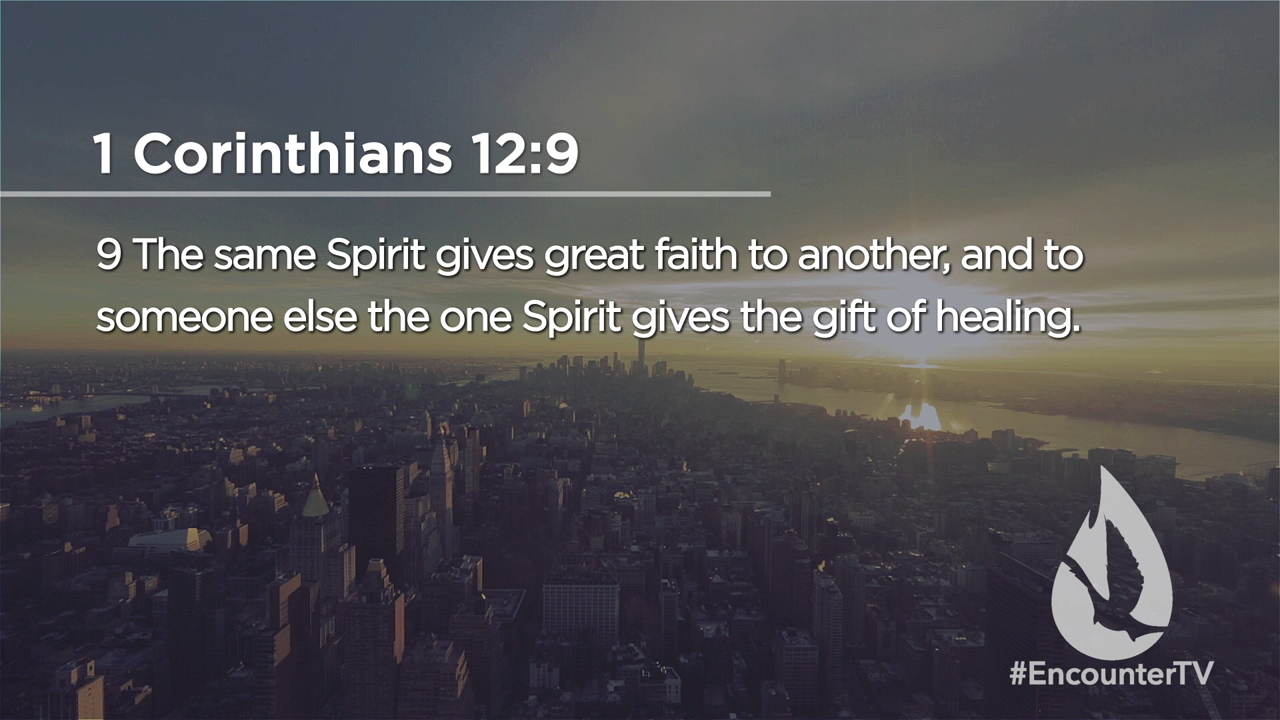 1 Corinthians 12:9
9 The same Spirit gives great faith to another, and to
someone else the one Spirit gives the gift of healing.
#EncounterTV